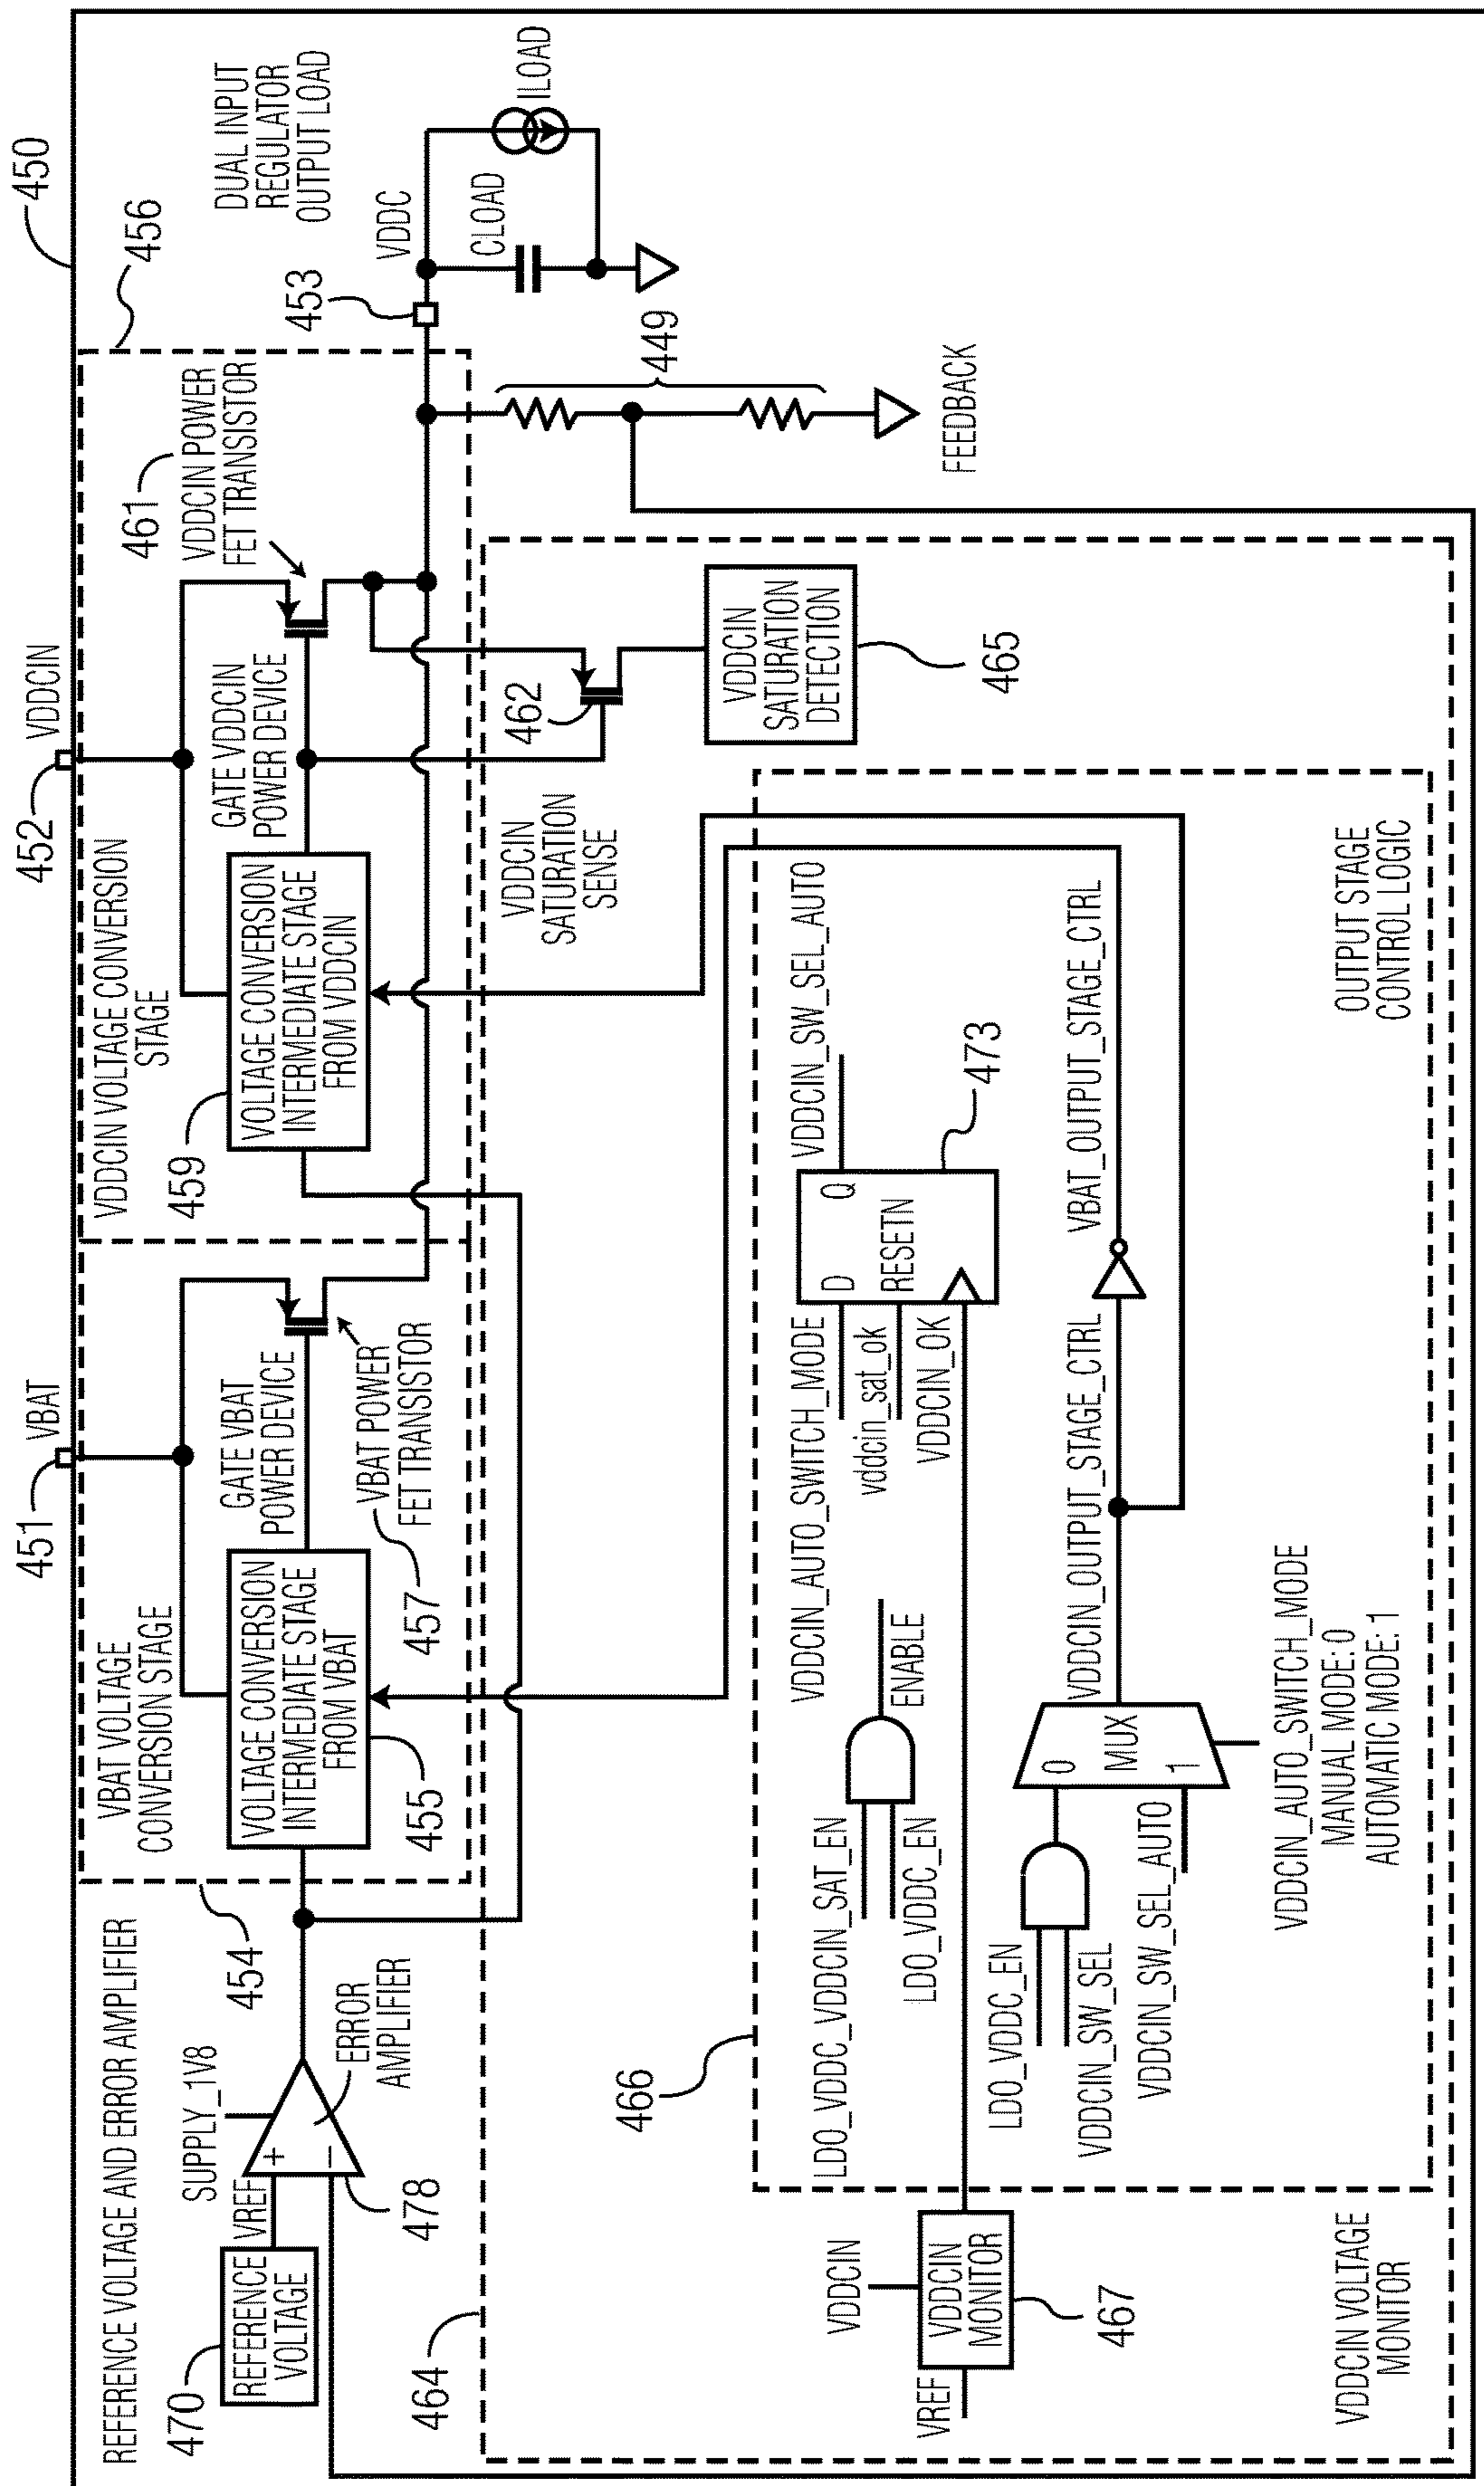 450
451
VBAT
452
VDDCIN
REFERENCE VOLTAGE AND ERROR AMPLIFIER
470
REFERENCE
VOLTAGE
VREF
SUPPLY_1V8
+
−
478
ERROR
AMPLIFIER
454
VBAT VOLTAGE
CONVERSION STAGE
VOLTAGE CONVERSION
INTERMEDIATE STAGE
FROM VBAT
455
GATE VBAT
POWER DEVICE
457
VBAT POWER
FET TRANSISTOR
VDDCIN VOLTAGE CONVERSION
STAGE
459
VOLTAGE CONVERSION
INTERMEDIATE STAGE
FROM VDDCIN
GATE VDDCIN
POWER DEVICE
461
VDDCIN POWER
FET TRANSISTOR
456
453
VDDC
DUAL INPUT
REGULATOR
OUTPUT LOAD
CLOAD
ILOAD
449
FEEDBACK
464
VDDCIN
SATURATION
SENSE
462
VDDCIN
SATURATION
DETECTION
465
466
LDO_VDDC_VDDCIN_SAT_EN
LDO_VDDC_EN
ENABLE
VDDCIN_AUTO_SWITCH_MODE
vddcin_sat_ok
VDDCIN_OK
D
Q
RESETN
VDDCIN_SW_SEL_AUTO
473
VDDCIN
VREF
VDDCIN
MONITOR
467
LDO_VDDC_EN
VDDCIN_SW_SEL
VDDCIN_SW_SEL_AUTO
0
MUX
1
VDDCIN_OUTPUT_STAGE_CTRL
VBAT_OUTPUT_STAGE_CTRL
VDDCIN_AUTO_SWITCH_MODE
MANUAL MODE: 0
AUTOMATIC MODE: 1
VDDCIN VOLTAGE
MONITOR
OUTPUT STAGE
CONTROL LOGIC